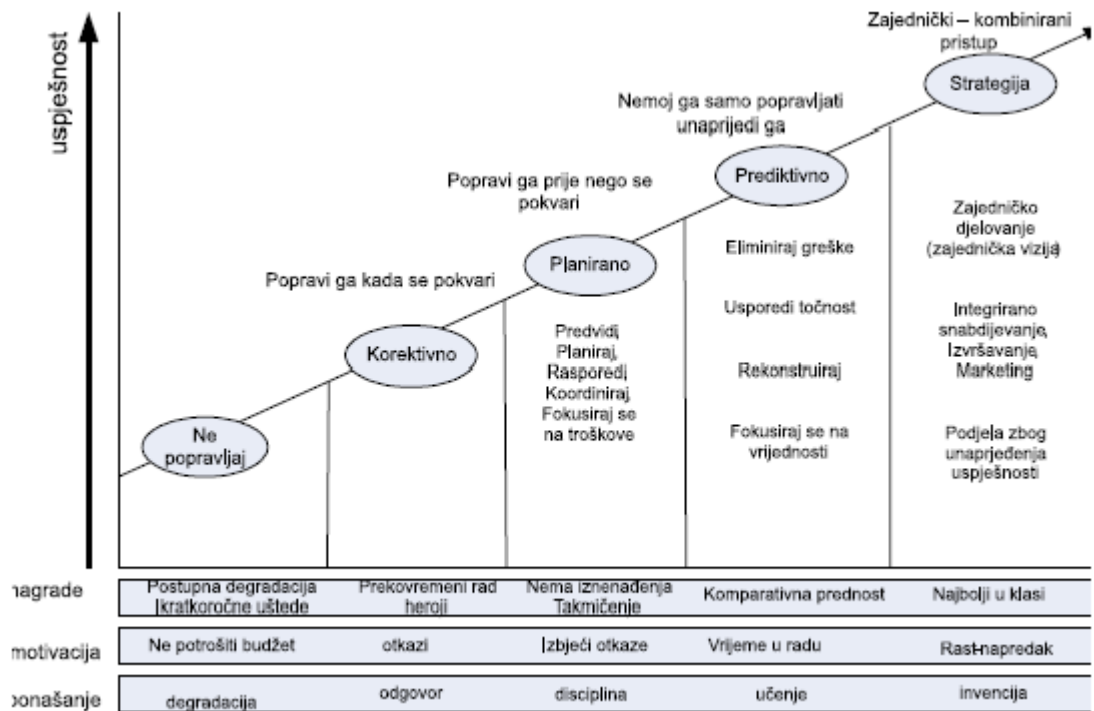 uspješnost
Zajednički – kombinirani
pristup
Strategija
Nemoj ga samo popravljati
unaprijedi ga
Prediktivno
Popravi ga prije nego se
pokvari
Planirano
Popravi ga kada se pokvari
Korektivno
Ne
popravljaj
Predvidi,
Planiraj,
Rasporedi,
Koordiniraj,
Fokusiraj se
na troškove
Eliminiraj greške
Usporedi točnost
Rekonstruiraj
Fokusiraj se na
vrijednosti
Zajedničko
djelovanje
(zajednička vizija)
Integrirano
snabdijevanje,
Izvršavanje,
Marketing
Podjela zbog
unaprjeđenja
uspješnosti
nagrade
Postupna degradacija
Ikratkoročne uštede
Prekovremeni rad
heroji
Nema iznenađenja
Takmičenje
Komparativna prednost
Najbolji u klasi
motivacija
Ne potrošiti budžet
otkazi
Izbjeći otkaze
Vrijeme u radu
Rast-napredak
ponašanje
degradacija
odgovor
disciplina
učenje
invencija